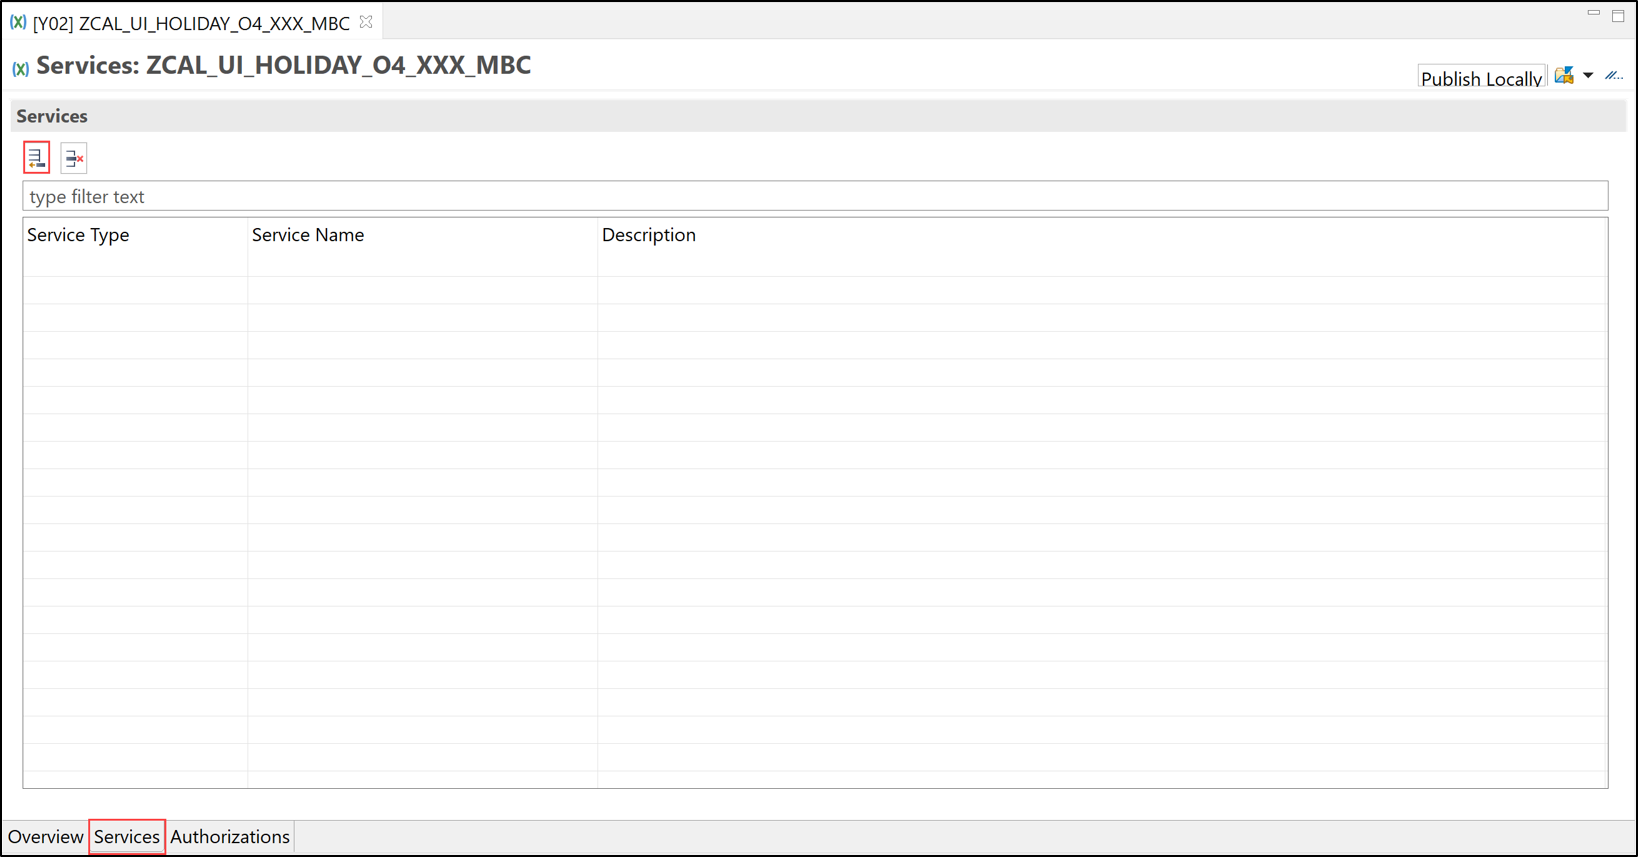 [Y02] ZCAL_UI_HOLIDAY_O4_XXX_MBC
Services: ZCAL_UI_HOLIDAY_O4_XXX_MBC
Publish Locally
Services
type filter text
Service Type Service Name Description
Overview Services Authorizations